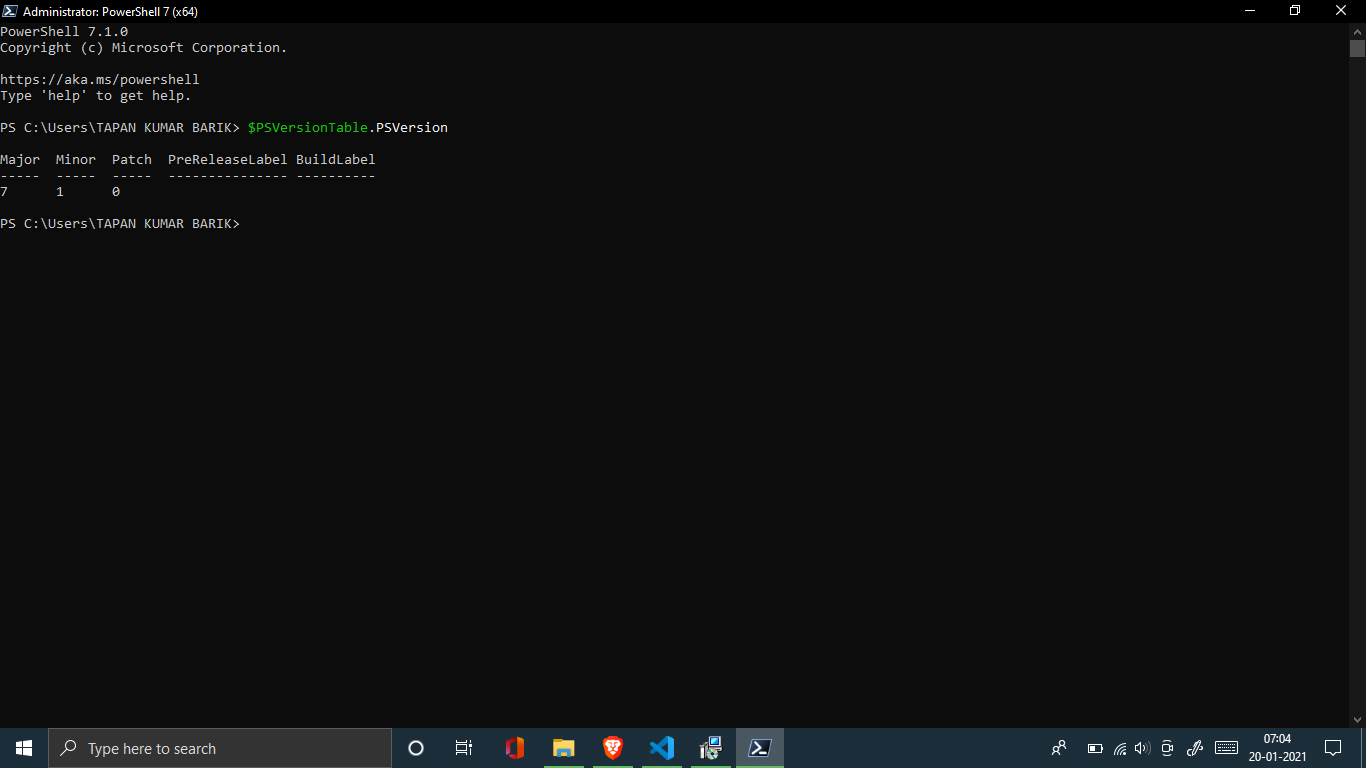 Administrator: PowerShell 7 (x64)
PowerShell 7.1.0
Copyright (c) Microsoft Corporation.
https://aka.ms/powershell
Type 'help' to get help.
PS C:\Users\TAPAN KUMAR BARIK> $PSVersionTable.PSVersion
Major  Minor  Patch  PreReleaseLabel BuildLabel
-----  -----  -----  --------------- ----------
7      1      0
PS C:\Users\TAPAN KUMAR BARIK>
Type here to search
07:04
20-01-2021